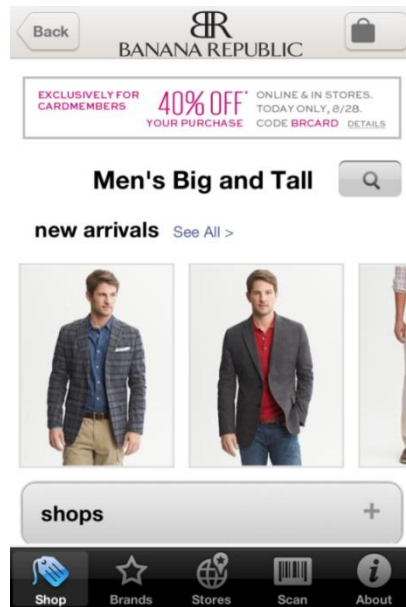 Back
BR
BANANA REPUBLIC
EXCLUSIVELY FOR
CARDMEMBERS
40% OFF*
YOUR PURCHASE
ONLINE & IN STORES.
TODAY ONLY, 8/28.
CODE BRCARD DETAILS
Men's Big and Tall
new arrivals See All >
shops +
Shop Brands Stores Scan About